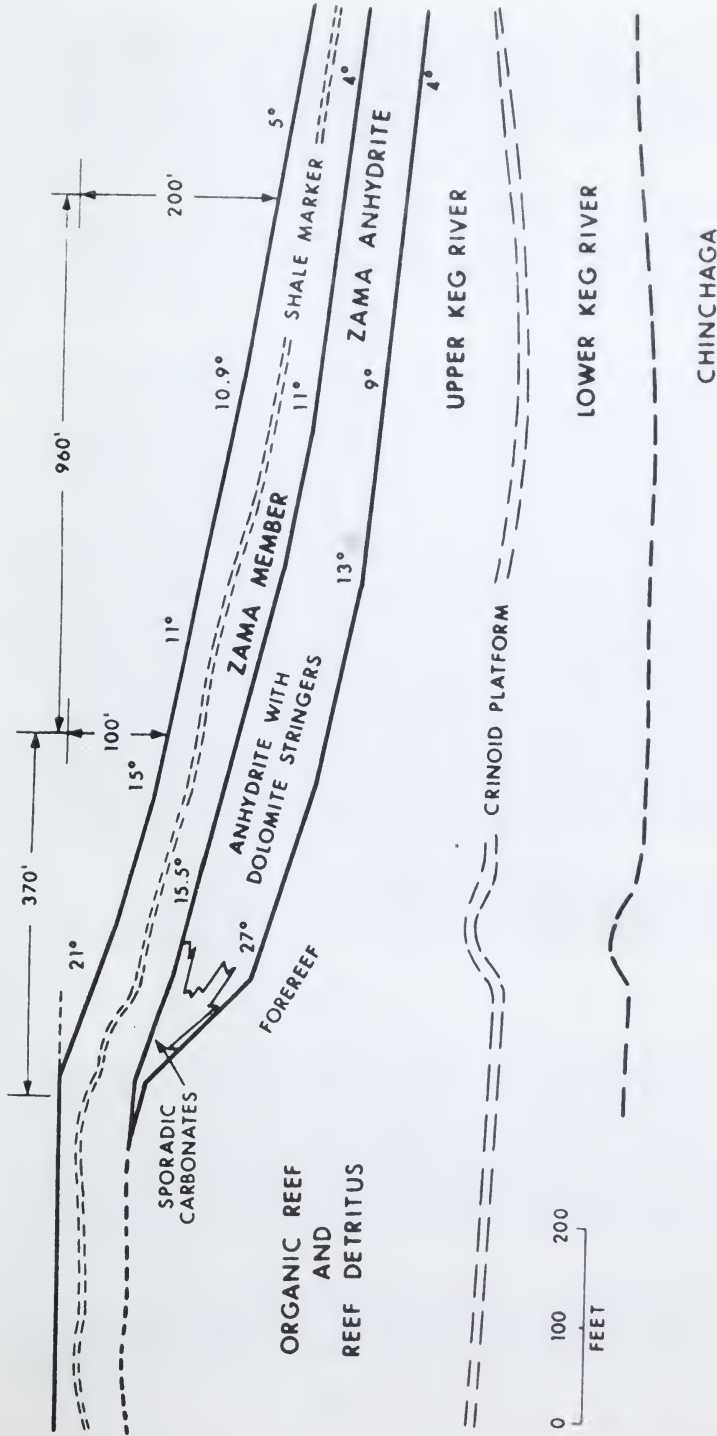 370'
960'
21°
15°
100'
11°
10.9°
200'
5°
SHALE MARKER
4°
ZAMA MEMBER
11°
15.5°
ZAMA ANHYDRITE
4°
SPORADIC
CARBONATES
ANHYDRITE WITH
DOLOMITE STRINGERS
27°
13°
9°
FOREREEF
ORGANIC REEF
AND
REEF DETRITUS
UPPER KEG RIVER
CRINOID PLATFORM
LOWER KEG RIVER
CHINCHAGA
0 100 200
FEET